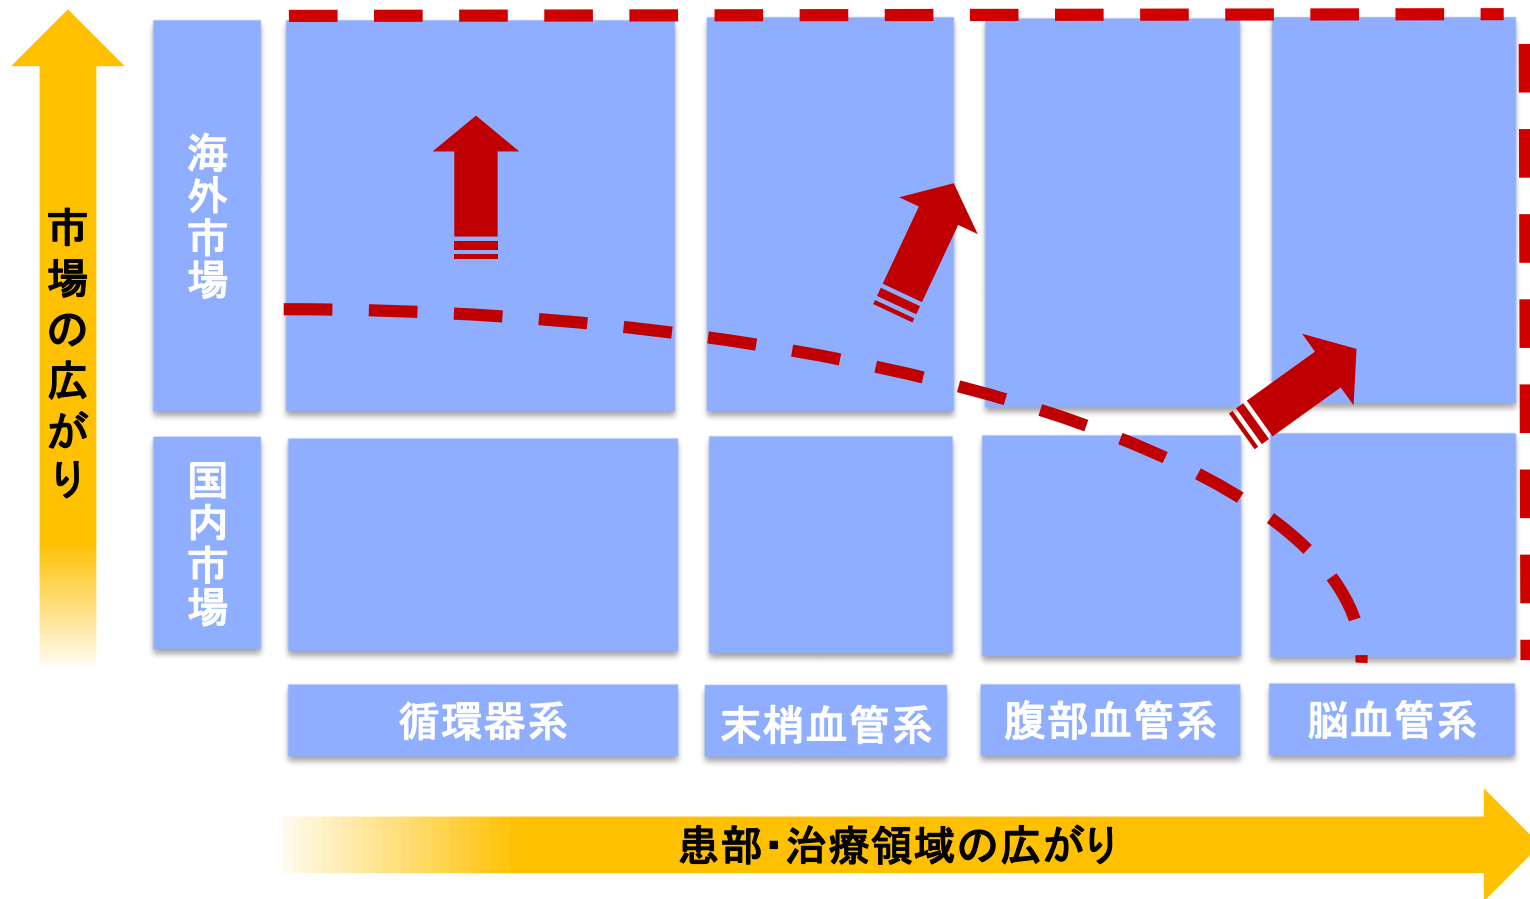 市場の広がり
海外市場
国内市場
循環器系
末梢血管系
腹部血管系
脳血管系
患部・治療領域の広がり